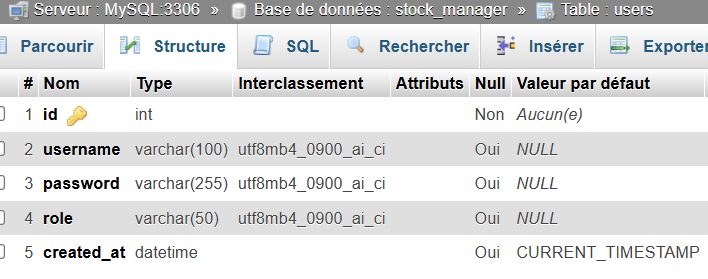 Serveur : MySQL:3306 » Base de données : stock_manager » Table : users
Parcourir Structure SQL Rechercher Insérer Exporter
# Nom Type Interclassement Attributs Null Valeur par défaut
1 id int Non Aucun(e)
2 username varchar(100) utf8mb4_0900_ai_ci Oui NULL
3 password varchar(255) utf8mb4_0900_ai_ci Oui NULL
4 role varchar(50) utf8mb4_0900_ai_ci Oui NULL
5 created_at datetime Oui CURRENT_TIMESTAMP